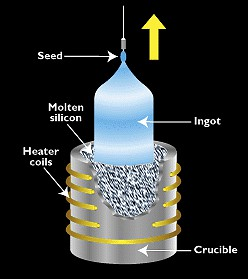 Seed
Molten
silicon
Ingot
Heater
coils
Crucible